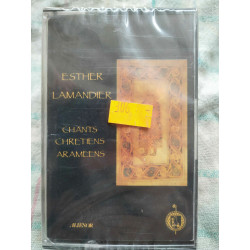 ESTHER
LAMANDIER
CHANTS
CHRETIENS
ARAMEENS
ALIENOR